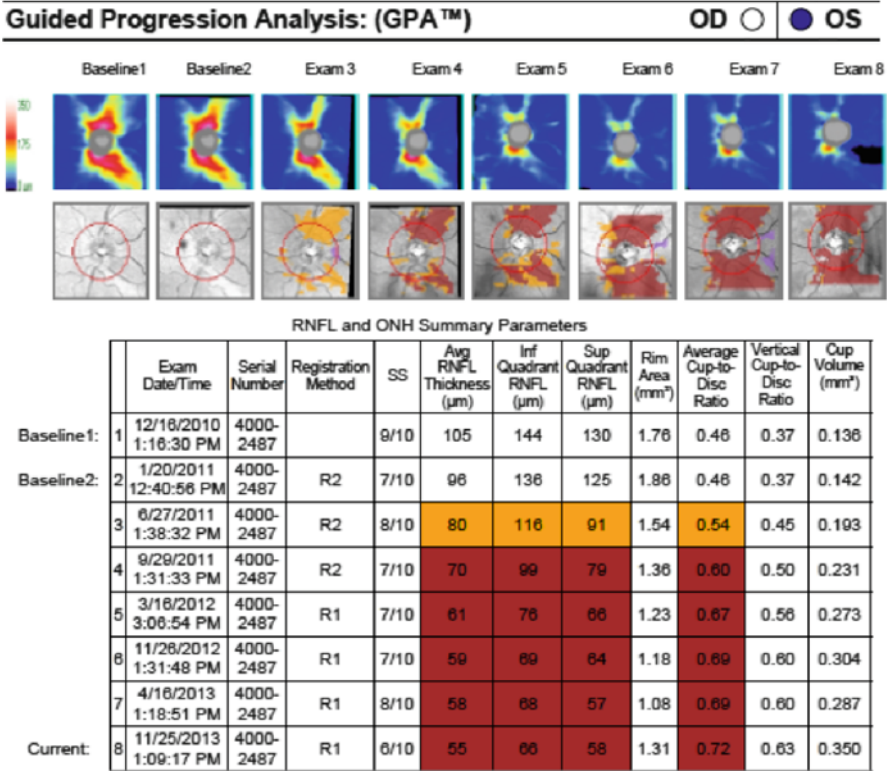 Guided Progression Analysis: (GPA™) OD OS
Baseline1 Baseline2 Exam 3 Exam 4 Exam 5 Exam 6 Exam 7 Exam 8
350
175
0 µm
RNFL and ONH Summary Parameters
Exam Date/Time Serial Number Registration Method SS Avg RNFL Thickness (µm) Inf Quadrant RNFL (µm) Sup Quadrant RNFL (µm) Rim Area (mm²) Average Cup-to-Disc Ratio Vertical Cup-to-Disc Ratio Cup Volume (mm³)
Baseline1: 1 12/16/2010 1:16:30 PM 4000-2487 9/10 105 144 130 1.76 0.46 0.37 0.136
Baseline2: 2 1/20/2011 12:40:56 PM 4000-2487 R2 7/10 96 136 125 1.86 0.46 0.37 0.142
3 6/27/2011 1:38:32 PM 4000-2487 R2 8/10 80 116 91 1.54 0.54 0.45 0.193
4 9/29/2011 1:31:33 PM 4000-2487 R2 7/10 70 99 79 1.36 0.60 0.50 0.231
5 3/16/2012 3:06:54 PM 4000-2487 R1 7/10 61 76 66 1.23 0.67 0.56 0.273
6 11/26/2012 1:31:48 PM 4000-2487 R1 7/10 59 69 64 1.18 0.69 0.60 0.304
7 4/16/2013 1:18:51 PM 4000-2487 R1 8/10 58 68 57 1.08 0.69 0.60 0.287
Current: 8 11/25/2013 1:09:17 PM 4000-2487 R1 6/10 55 66 58 1.31 0.72 0.63 0.350